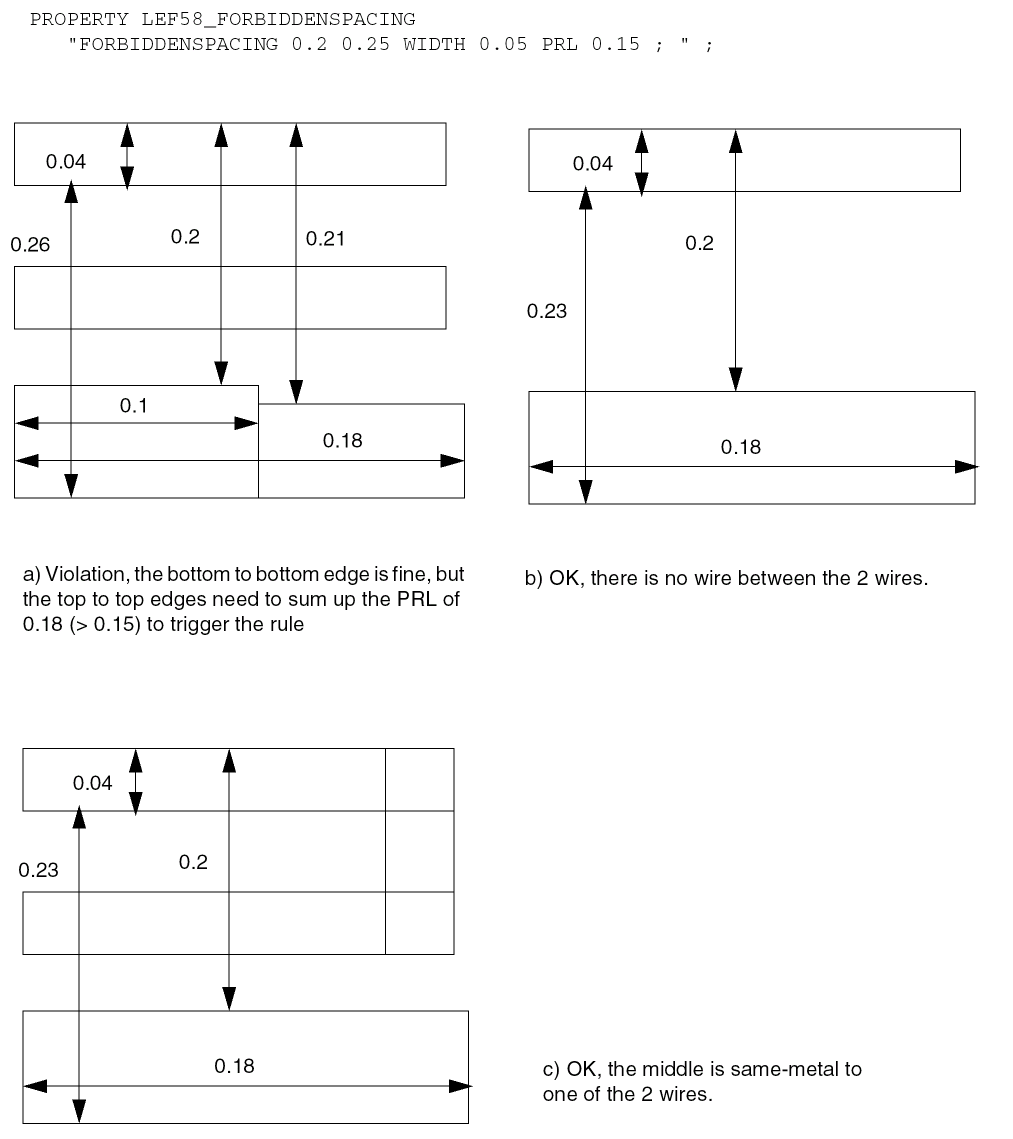 PROPERTY LEF58_FORBIDDENSPACING
"FORBIDDENSPACING 0.2 0.25 WIDTH 0.05 PRL 0.15 ; " ;
0.04
0.26
0.2
0.21
0.1
0.18
0.04
0.2
0.23
0.18
a) Violation, the bottom to bottom edge is fine, but
the top to top edges need to sum up the PRL of
0.18 (> 0.15) to trigger the rule
b) OK, there is no wire between the 2 wires.
0.04
0.23
0.2
0.18
c) OK, the middle is same-metal to
one of the 2 wires.